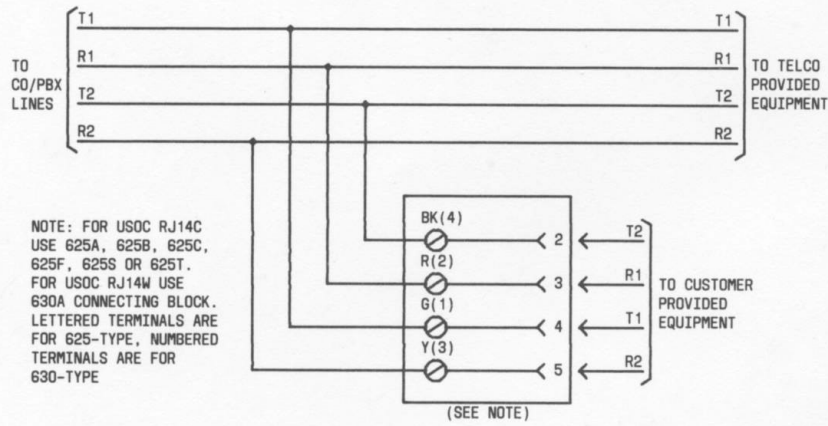 T1
T1
R1
R1
TO
CO/PBX
LINES
TO TELCO
PROVIDED
EQUIPMENT
T2
T2
R2
R2
NOTE: FOR USOC RJ14C
USE 625A, 625B, 625C,
625F, 625S OR 625T.
FOR USOC RJ14W USE
630A CONNECTING BLOCK.
LETTERED TERMINALS ARE
FOR 625-TYPE, NUMBERED
TERMINALS ARE FOR
630-TYPE
BK(4)
2
T2
R(2)
3
R1
G(1)
4
T1
Y(3)
5
R2
TO CUSTOMER
PROVIDED
EQUIPMENT
(SEE NOTE)